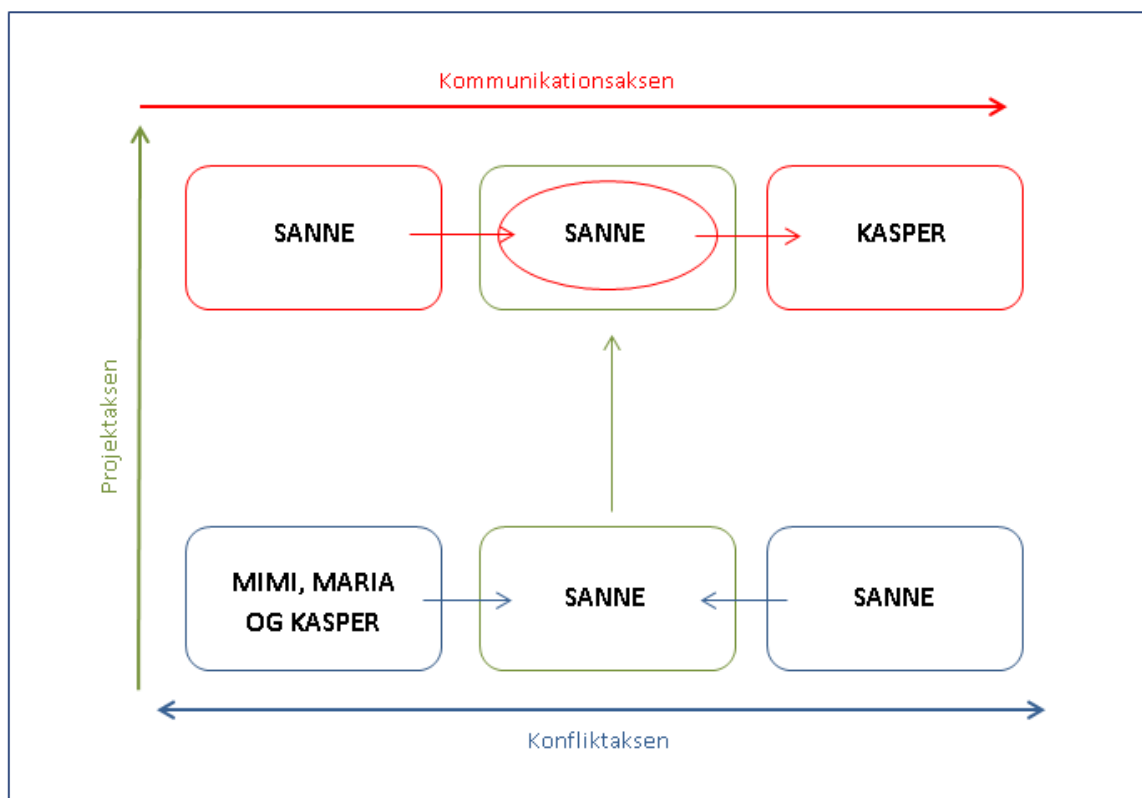 Kommunikationsaksen
SANNE
SANNE
KASPER
Projektaksen
MIMI, MARIA
OG KASPER
SANNE
SANNE
Konfliktaksen